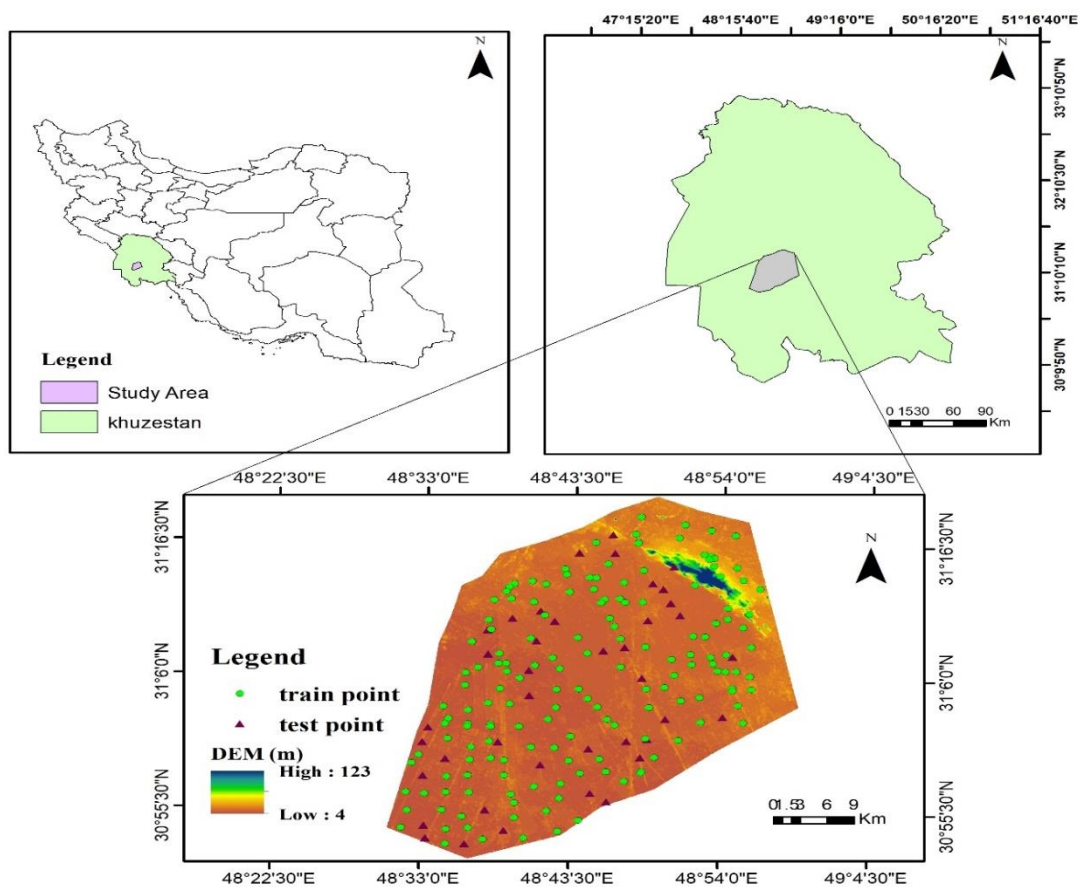 N
Legend
Study Area
khuzestan
47°15'20"E 48°15'40"E 49°16'0"E 50°16'20"E 51°16'40"E
N
33°10'50"N
32°10'30"N
31°10'10"N
30°9'50"N
0 1530 60 90
Km
48°22'30"E 48°33'0"E 48°43'30"E 48°54'0"E 49°4'30"E
31°16'30"N
31°6'0"N
30°55'30"N
N
31°16'30"N
31°6'0"N
30°55'30"N
Legend
train point
test point
DEM (m)
High : 123
Low : 4
0 1.5 3 6 9
Km
48°22'30"E 48°33'0"E 48°43'30"E 48°54'0"E 49°4'30"E